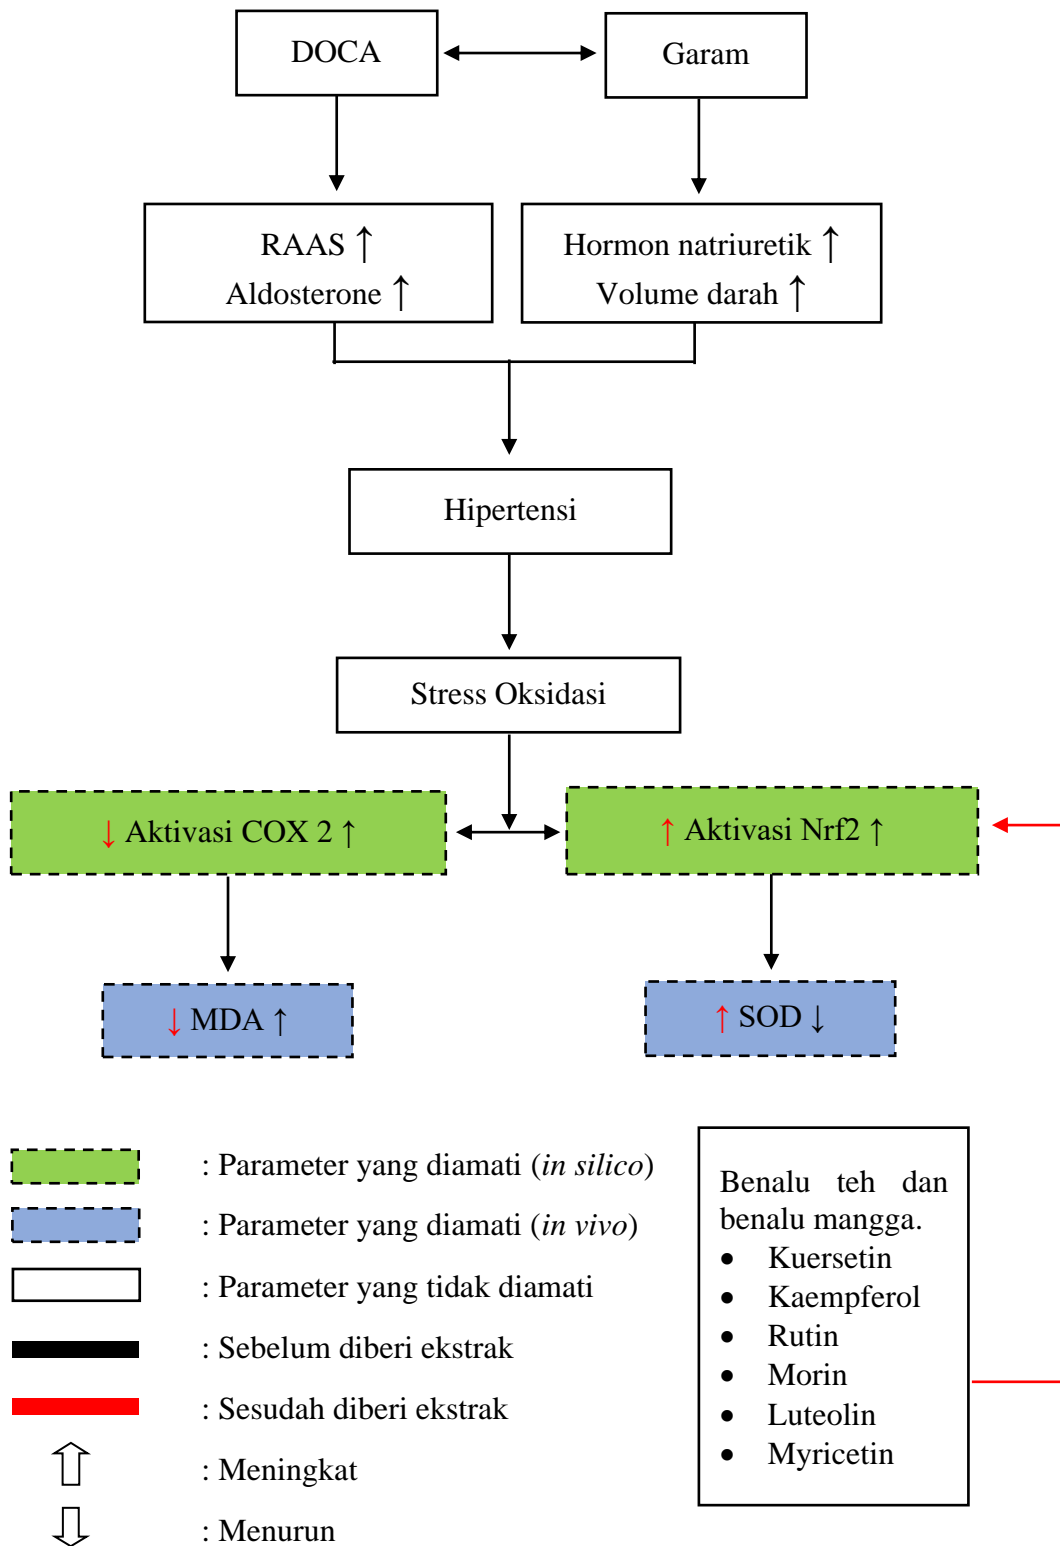 DOCA
Garam
RAAS ↑
Aldosterone ↑
Hormon natriuretik ↑
Volume darah ↑
Hipertensi
Stress Oksidasi
↓ Aktivasi COX 2 ↑
↑ Aktivasi Nrf2 ↑
↓ MDA ↑
↑ SOD ↓
: Parameter yang diamati (in silico)
: Parameter yang diamati (in vivo)
: Parameter yang tidak diamati
: Sebelum diberi ekstrak
: Sesudah diberi ekstrak
: Meningkat
: Menurun
Benalu teh dan
benalu mangga.
• Kuersetin
• Kaempferol
• Rutin
• Morin
• Luteolin
• Myricetin